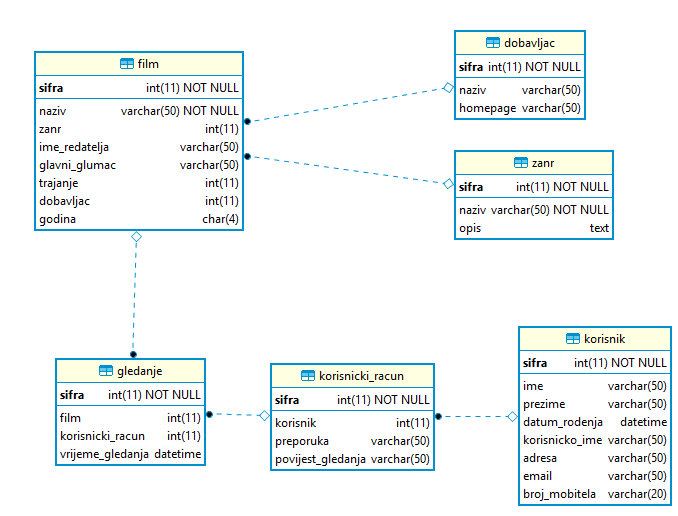 film
sifra int(11) NOT NULL
naziv varchar(50) NOT NULL
zanr int(11)
ime_redatelja varchar(50)
glavni_glumac varchar(50)
trajanje int(11)
dobavljac int(11)
godina char(4)
dobavljac
sifra int(11) NOT NULL
naziv varchar(50)
homepage varchar(50)
zanr
sifra int(11) NOT NULL
naziv varchar(50) NOT NULL
opis text
gledanje
sifra int(11) NOT NULL
film int(11)
korisnicki_racun int(11)
vrijeme_gledanja datetime
korisnicki_racun
sifra int(11) NOT NULL
korisnik int(11)
preporuka varchar(50)
povijest_gledanja varchar(50)
korisnik
sifra int(11) NOT NULL
ime varchar(50)
prezime varchar(50)
datum_rodenja datetime
korisnicko_ime varchar(50)
adresa varchar(50)
email varchar(50)
broj_mobitela varchar(20)